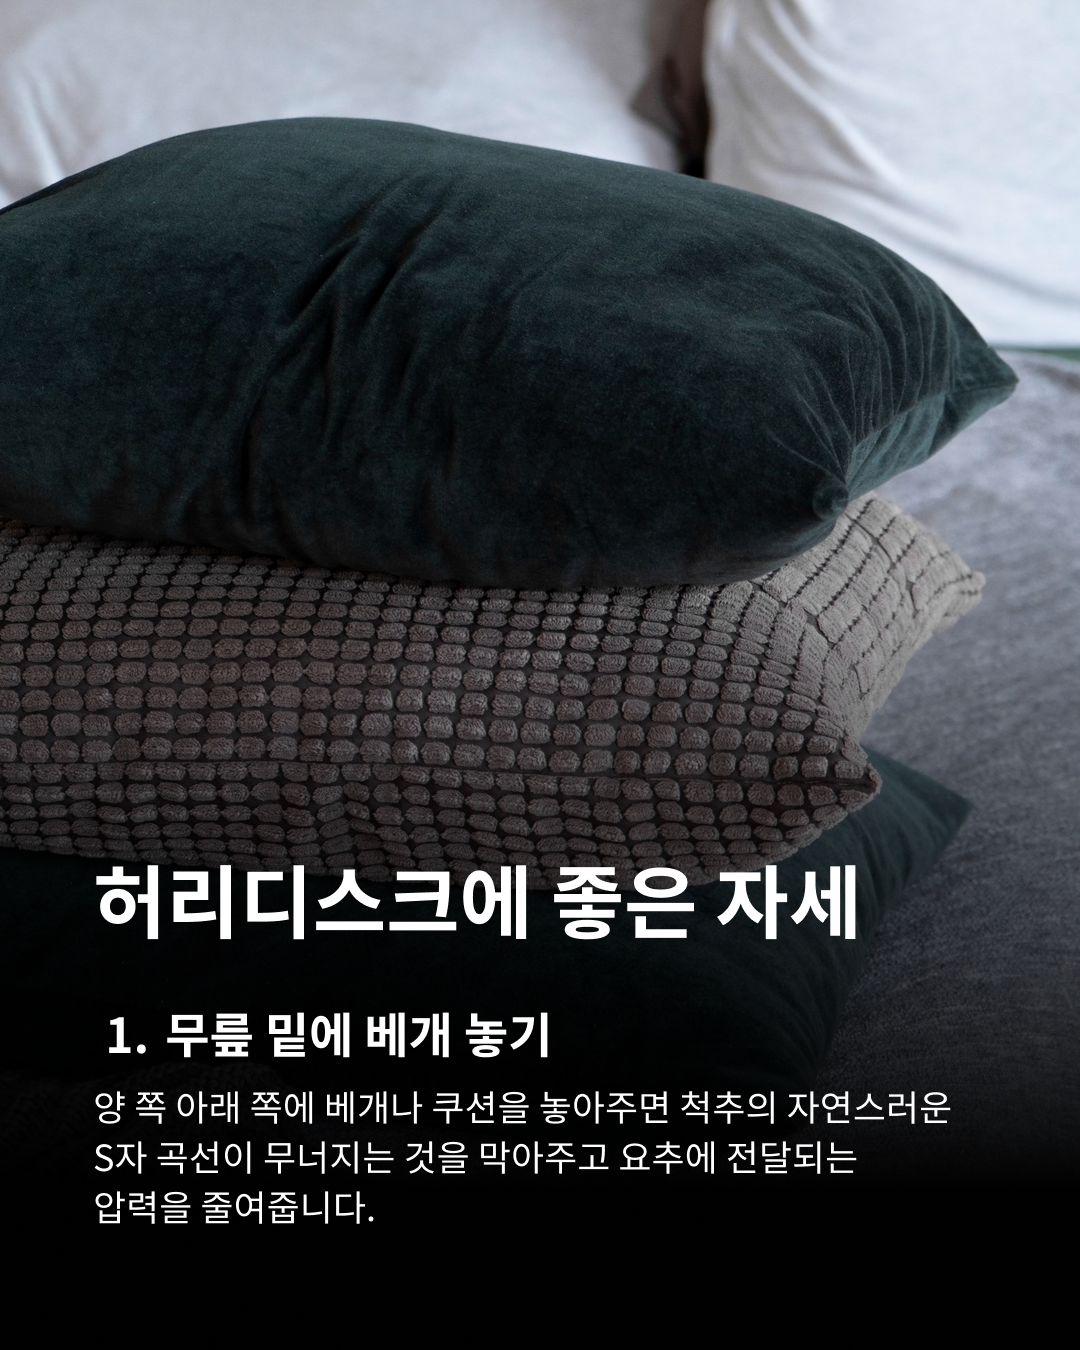 허리디스크에 좋은 자세
1. 무릎 밑에 베개 놓기
양 쪽 아래 쪽에 베개나 쿠션을 놓아주면 척추의 자연스러운
S자 곡선이 무너지는 것을 막아주고 요추에 전달되는
압력을 줄여줍니다.